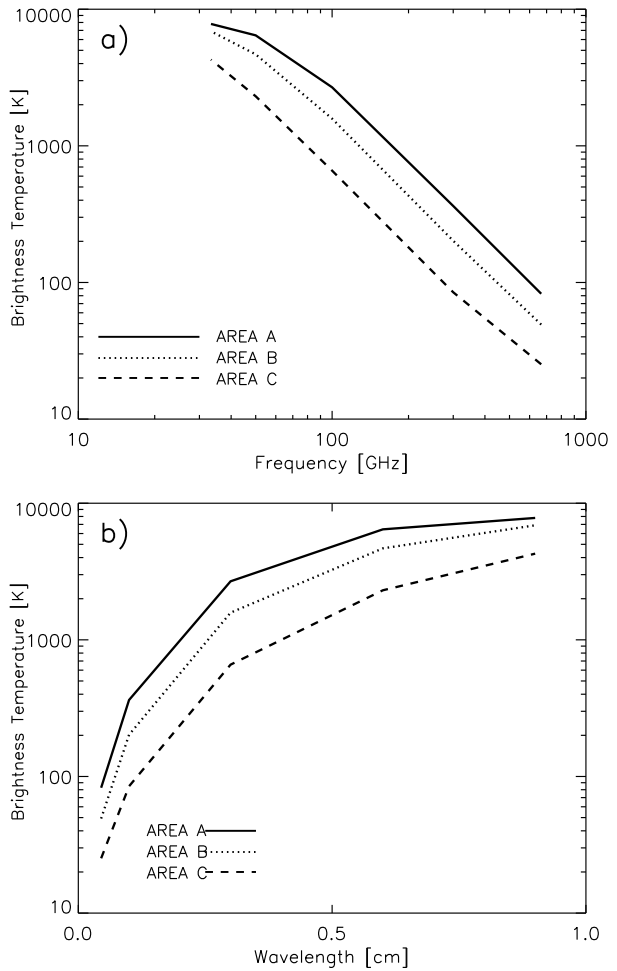 10000
a)
1000
100
10
Brightness Temperature [K]
AREA A
AREA B
AREA C
10
100
1000
Frequency [GHz]
10000
b)
1000
100
10
Brightness Temperature [K]
AREA A
AREA B
AREA C
0.0
0.5
1.0
Wavelength [cm]